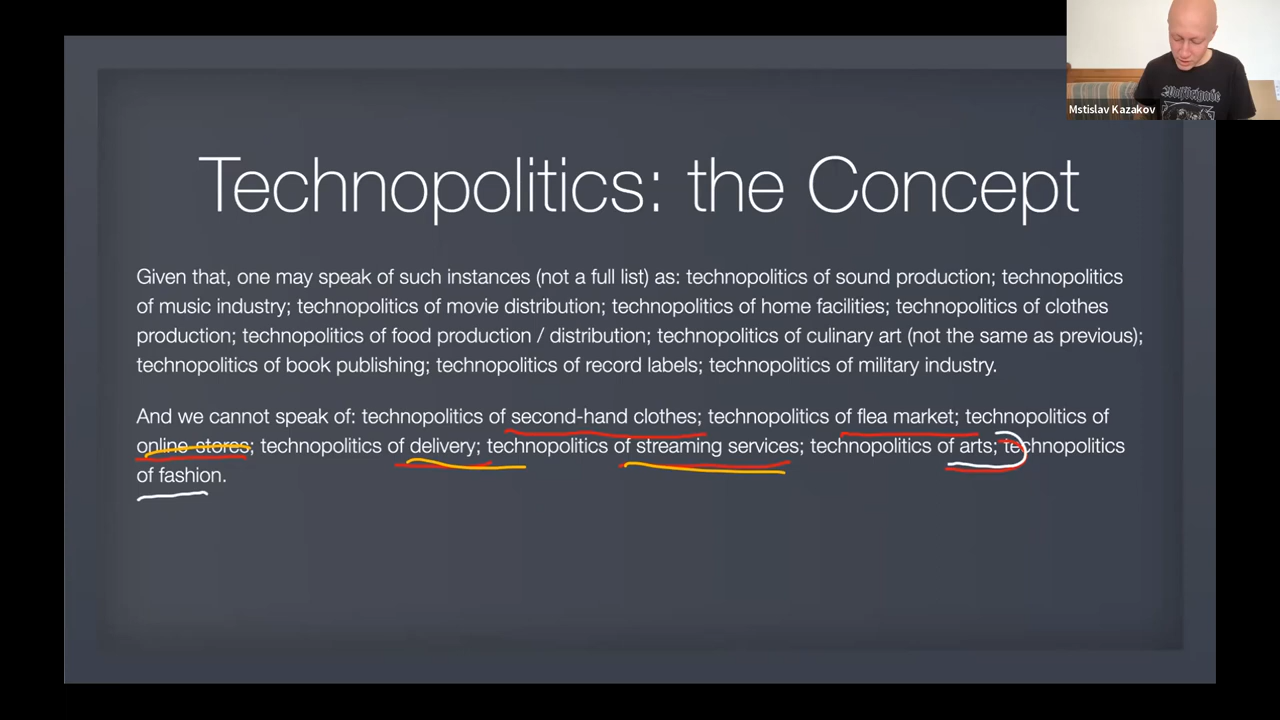 Mstislav Kazakov
Technopolitics: the Concept
Given that, one may speak of such instances (not a full list) as: technopolitics of sound production; technopolitics
of music industry; technopolitics of movie distribution; technopolitics of home facilities; technopolitics of clothes
production; technopolitics of food production / distribution; technopolitics of culinary art (not the same as previous);
technopolitics of book publishing; technopolitics of record labels; technopolitics of military industry.
And we cannot speak of: technopolitics of second-hand clothes; technopolitics of flea market; technopolitics of
online stores; technopolitics of delivery; technopolitics of streaming services; technopolitics of arts; technopolitics
of fashion.